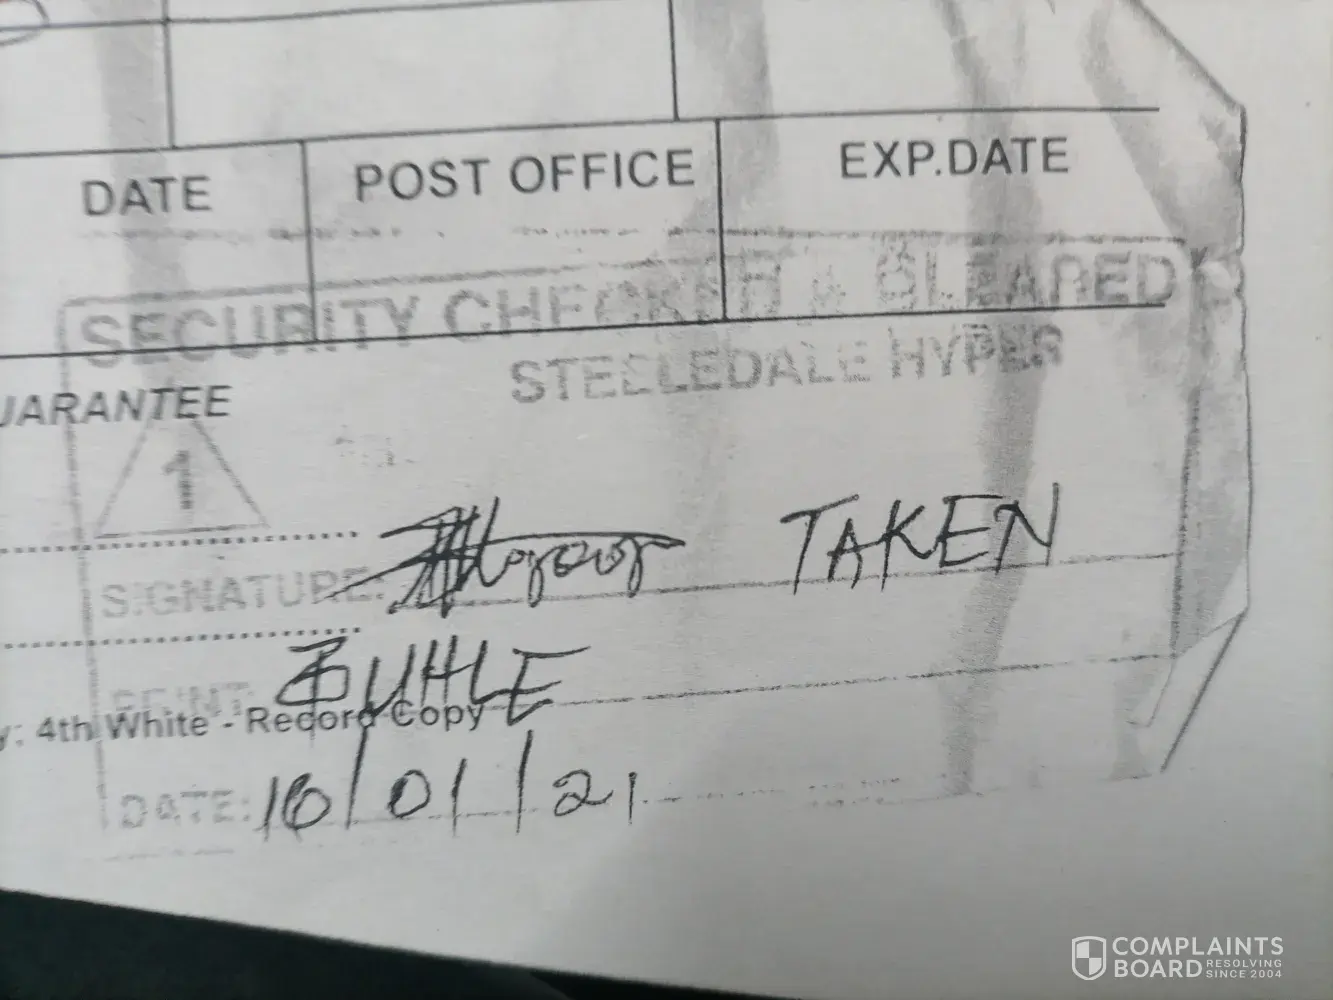 DATE POST OFFICE EXP.DATE
SECURITY CHECKED & CLEARED
STEELEDALE HYPER
UARANTEE
1
TAKEN
SIGNATURE:
PRINT: BUHLE
y: 4th White - Record Copy
DATE: 16/01/21
COMPLAINTS
BOARD RESOLVING
SINCE 2004